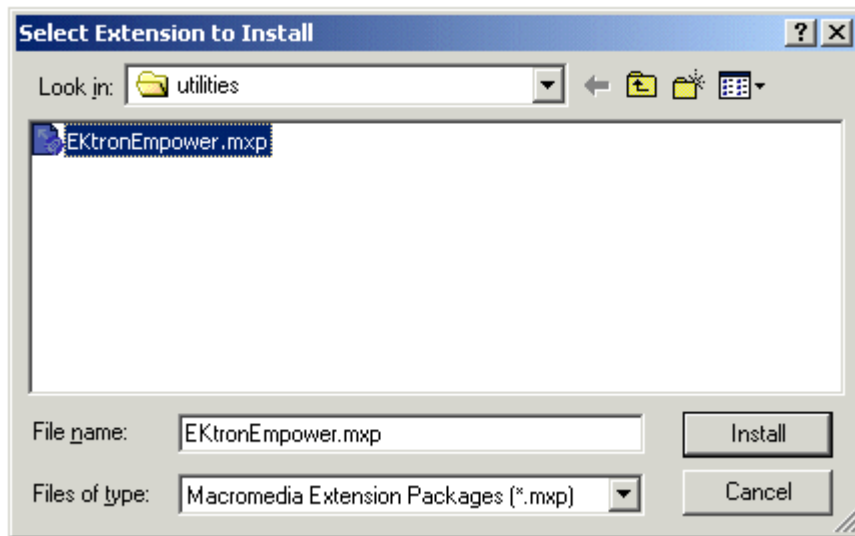 Select Extension to Install
Look in: utilities
EKtronEmpower.mxp
File name: EKtronEmpower.mxp Install
Files of type: Macromedia Extension Packages (*.mxp) Cancel